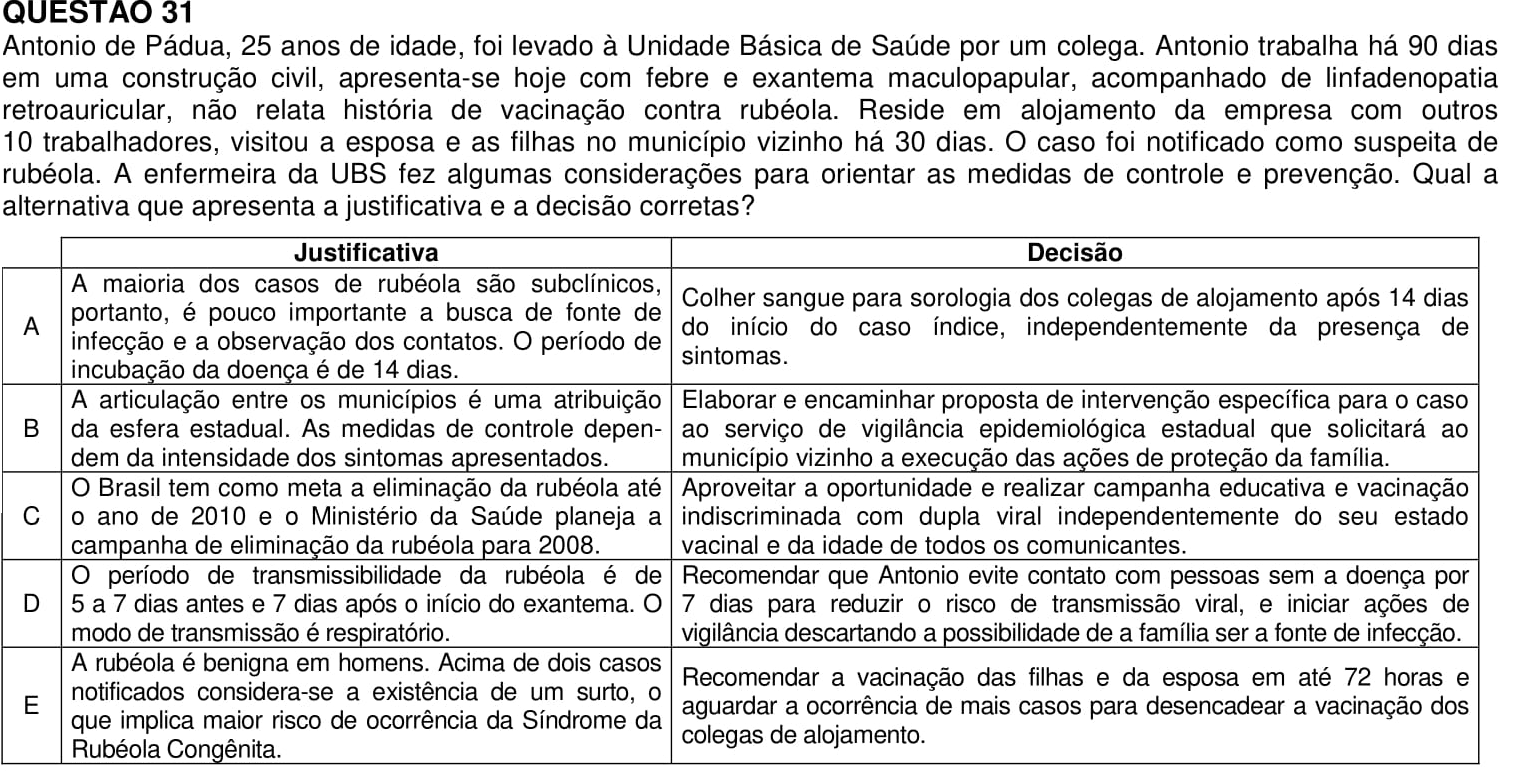 QUESTÃO 31
Antonio de Pádua, 25 anos de idade, foi levado à Unidade Básica de Saúde por um colega. Antonio trabalha há 90 dias
em uma construção civil, apresenta-se hoje com febre e exantema maculopapular, acompanhado de linfadenopatia
retroauricular, não relata história de vacinação contra rubéola. Reside em alojamento da empresa com outros
10 trabalhadores, visitou a esposa e as filhas no município vizinho há 30 dias. O caso foi notificado como suspeita de
rubéola. A enfermeira da UBS fez algumas considerações para orientar as medidas de controle e prevenção. Qual a
alternativa que apresenta a justificativa e a decisão corretas?
Justificativa
Decisão
A
A maioria dos casos de rubéola são subclínicos,
portanto, é pouco importante a busca de fonte de
infecção e a observação dos contatos. O período de
incubação da doença é de 14 dias.
Colher sangue para sorologia dos colegas de alojamento após 14 dias
do início do caso índice, independentemente da presença de
sintomas.
B
A articulação entre os municípios é uma atribuição
da esfera estadual. As medidas de controle depen-
dem da intensidade dos sintomas apresentados.
Elaborar e encaminhar proposta de intervenção específica para o caso
ao serviço de vigilância epidemiológica estadual que solicitará ao
município vizinho a execução das ações de proteção da família.
C
O Brasil tem como meta a eliminação da rubéola até
o ano de 2010 e o Ministério da Saúde planeja a
campanha de eliminação da rubéola para 2008.
Aproveitar a oportunidade e realizar campanha educativa e vacinação
indiscriminada com dupla viral independentemente do seu estado
vacinal e da idade de todos os comunicantes.
D
O período de transmissibilidade da rubéola é de
5 a 7 dias antes e 7 dias após o início do exantema. O
modo de transmissão é respiratório.
Recomendar que Antonio evite contato com pessoas sem a doença por
7 dias para reduzir o risco de transmissão viral, e iniciar ações de
vigilância descartando a possibilidade de a família ser a fonte de infecção.
E
A rubéola é benigna em homens. Acima de dois casos
notificados considera-se a existência de um surto, o
que implica maior risco de ocorrência da Síndrome da
Rubéola Congênita.
Recomendar a vacinação das filhas e da esposa em até 72 horas e
aguardar a ocorrência de mais casos para desencadear a vacinação dos
colegas de alojamento.